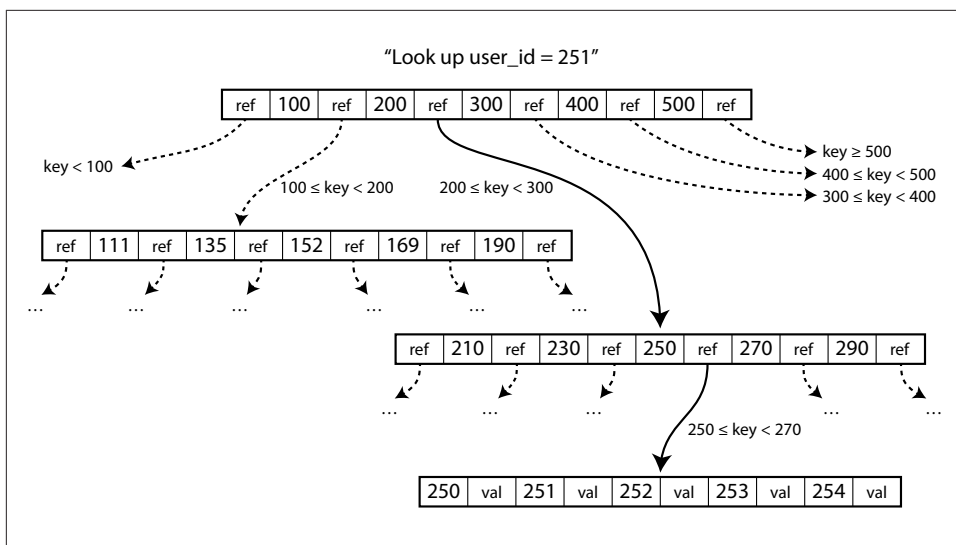 “Look up user_id = 251”
ref 100 ref 200 ref 300 ref 400 ref 500 ref
key < 100
key ≥ 500
400 ≤ key < 500
300 ≤ key < 400
100 ≤ key < 200
200 ≤ key < 300
ref 111 ref 135 ref 152 ref 169 ref 190 ref
... ... ... ... ... ...
ref 210 ref 230 ref 250 ref 270 ref 290 ref
... ... ... ... ...
250 ≤ key < 270
250 val 251 val 252 val 253 val 254 val